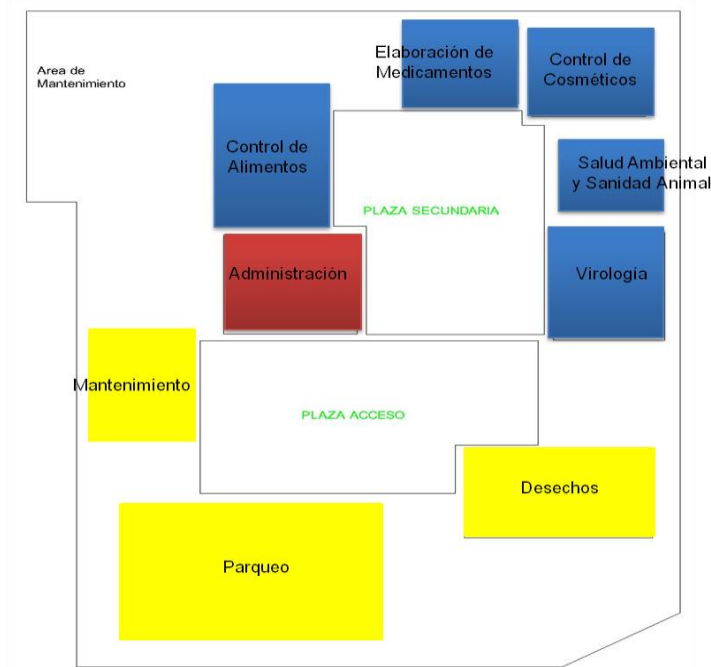 Elaboración de
Medicamentos
Control de
Cosméticos
Area de
Mantenimiento
Control de
Alimentos
Salud Ambiental
y Sanidad Animal
PLAZA SECUNDARIA
Administración
Virología
Mantenimiento
PLAZA ACCESO
Desechos
Parqueo